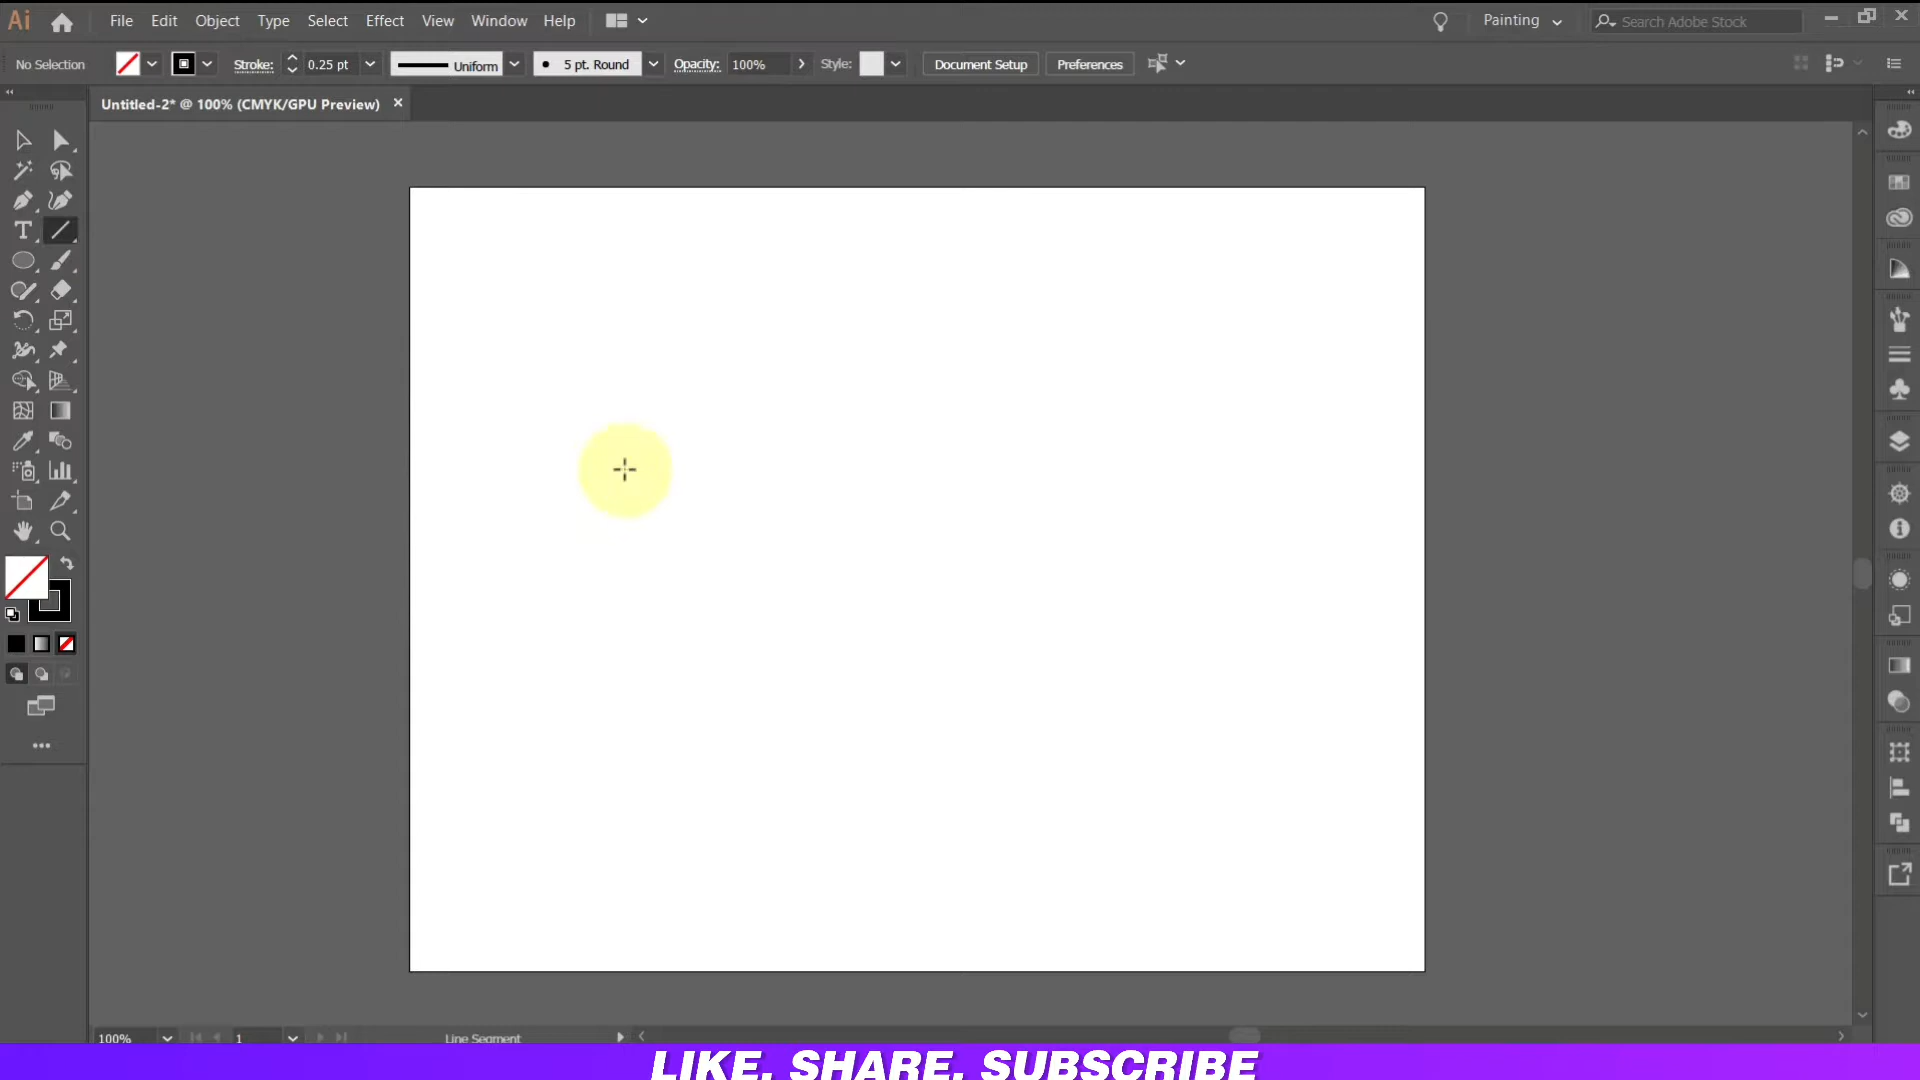 Ai File Edit Object Type Select Effect View Window Help Painting Search Adobe Stock
No Selection Stroke: 0.25 pt Uniform 5 pt. Round Opacity: 100% Style: Document Setup Preferences
Untitled-2* @ 100% (CMYK/GPU Preview)
T
100% 1 Line Segment
LIKE, SHARE, SUBSCRIBE